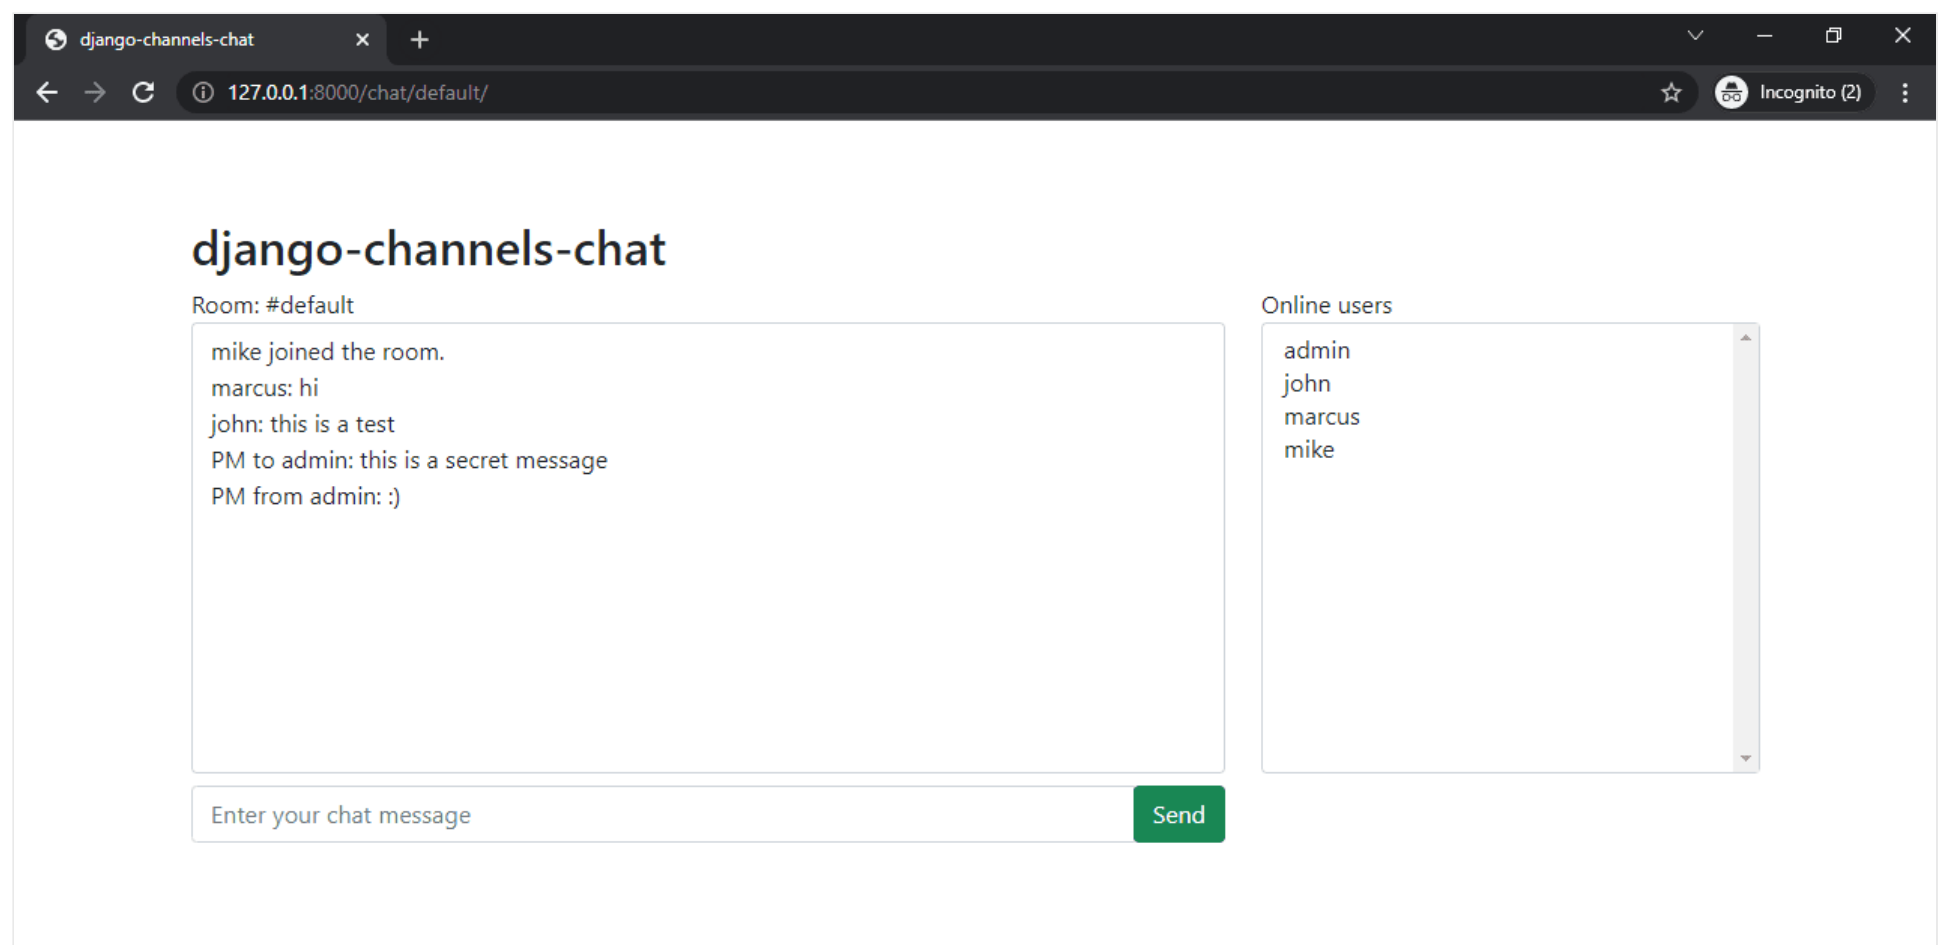 django-channels-chat
127.0.0.1:8000/chat/default/
Incognito (2)
django-channels-chat
Room: #default
mike joined the room.
marcus: hi
john: this is a test
PM to admin: this is a secret message
PM from admin: :)
Online users
admin
john
marcus
mike
Enter your chat message
Send